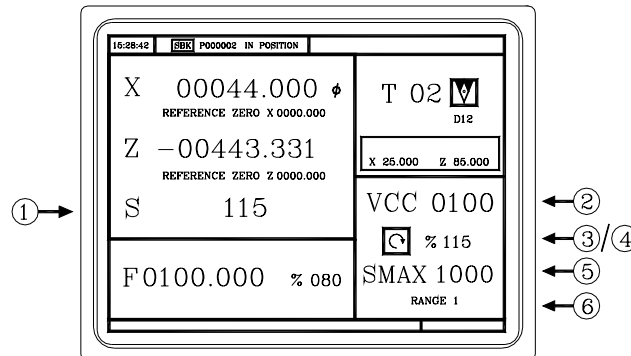 15:28:42 SBK P000002 IN POSITION
X 00044.000 ϕ
REFERENCE ZERO X 0000.000
Z -00443.331
REFERENCE ZERO Z 0000.000
S 115
F 0100.000 % 080
T 02
D12
X 25.000 Z 85.000
VCC 0100
% 115
SMAX 1000
RANGE 1
1
2
3/4
5
6